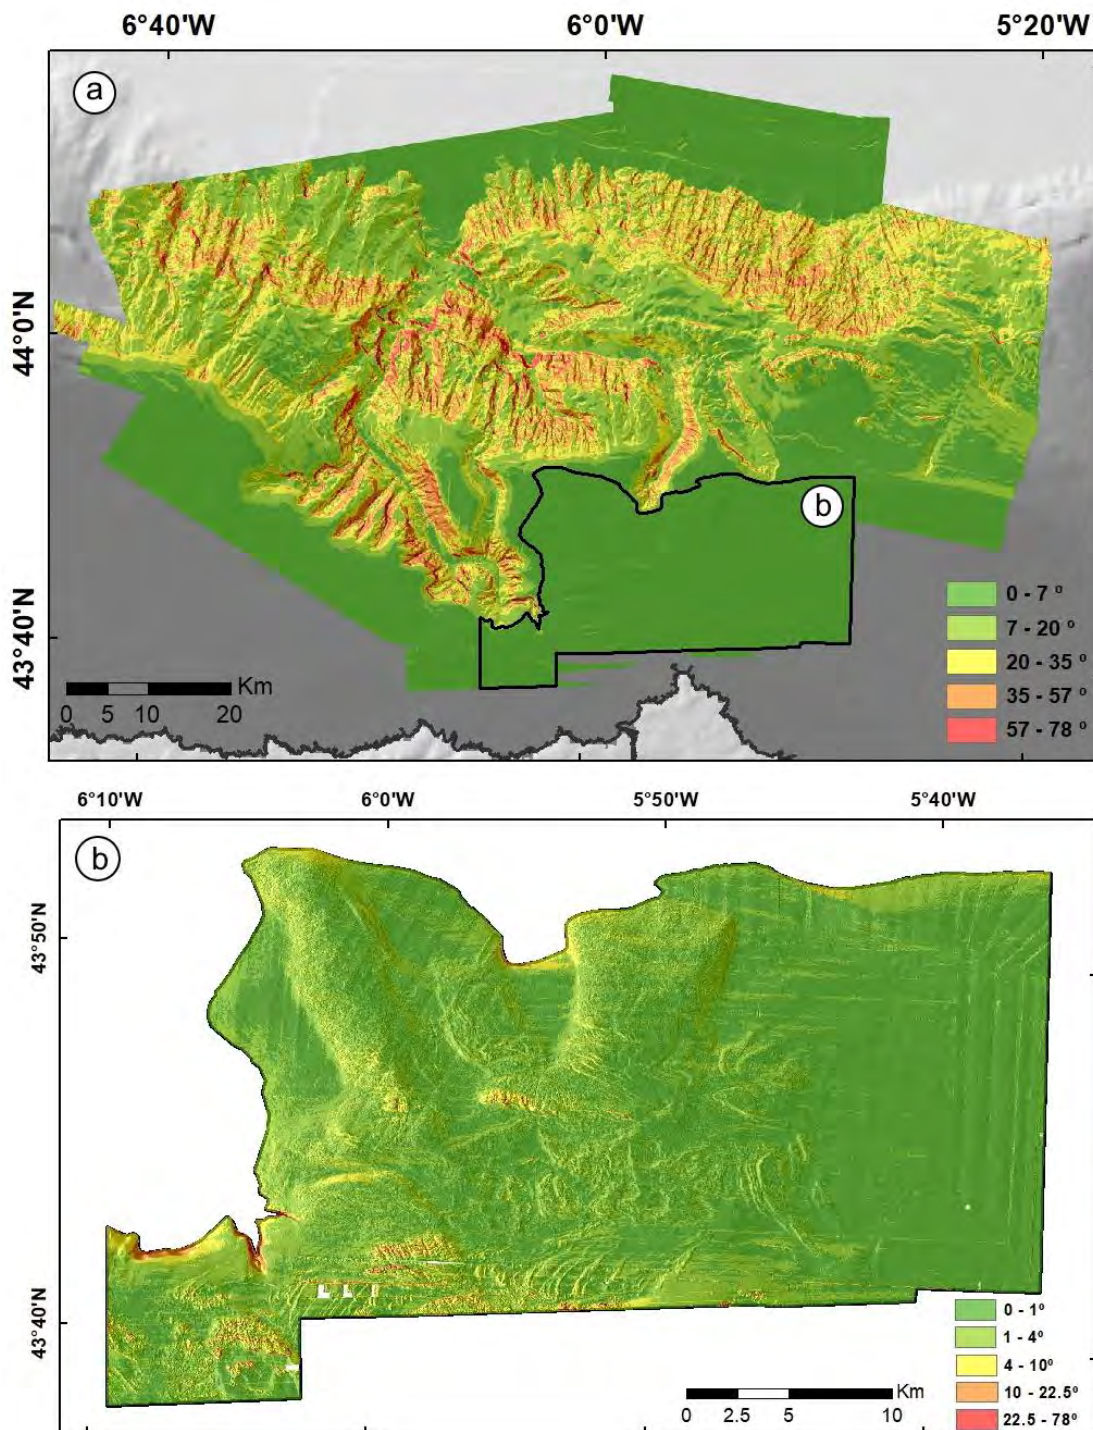 6°40'W 6°0'W 5°20'W
a
44°0'N
b
0 - 7 º
7 - 20 º
43°40'N
20 - 35 º
35 - 57 º
57 - 78 º
Km
0 5 10 20
6°10'W 6°0'W 5°50'W 5°40'W
b
43°50'N
43°40'N
0 - 1º
1 - 4º
4 - 10º
10 - 22.5º
22.5 - 78º
Km
0 2.5 5 10